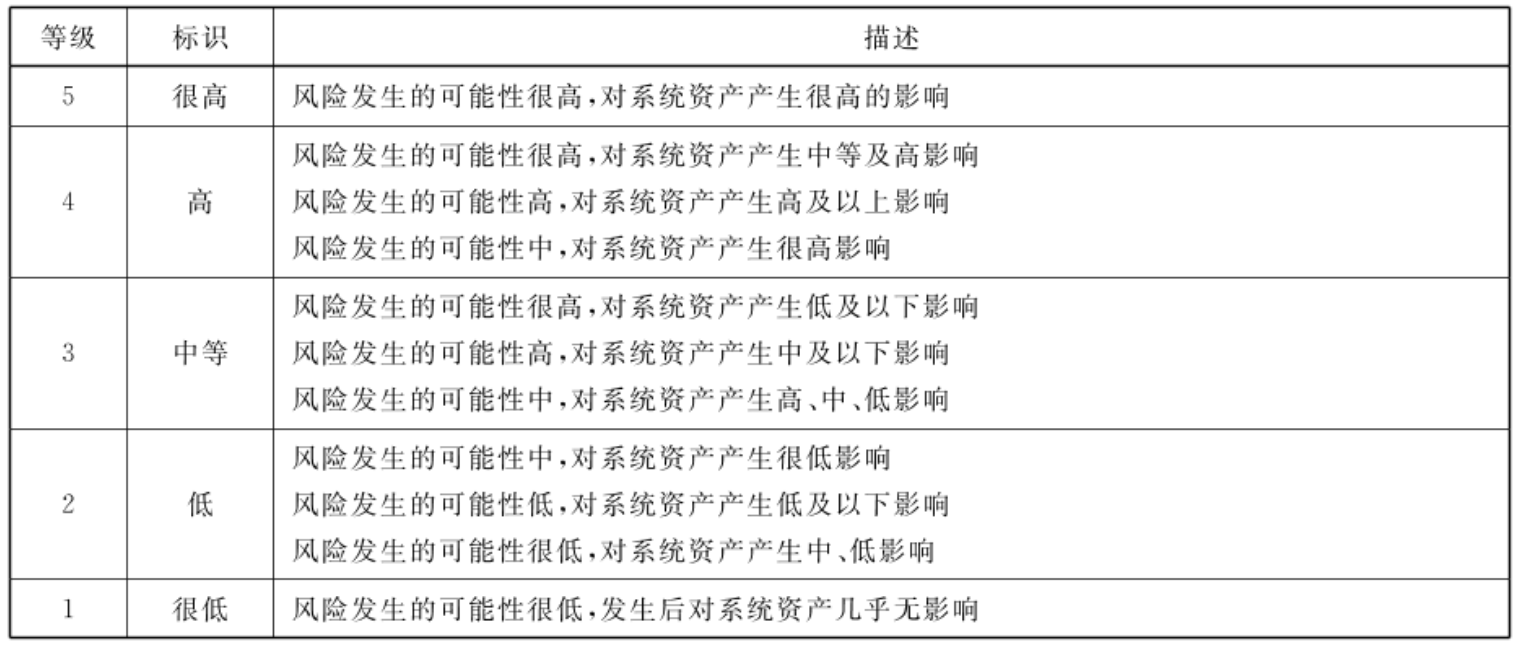 等级 标识 描述
5 很高 风险发生的可能性很高,对系统资产产生很高的影响
风险发生的可能性很高,对系统资产产生中等及高影响
4 高 风险发生的可能性高,对系统资产产生高及以上影响
风险发生的可能性中,对系统资产产生很高影响
风险发生的可能性很高,对系统资产产生低及以下影响
3 中等 风险发生的可能性高,对系统资产产生中及以下影响
风险发生的可能性中,对系统资产产生高、中、低影响
风险发生的可能性中,对系统资产产生很低影响
2 低 风险发生的可能性低,对系统资产产生低及以下影响
风险发生的可能性很低,对系统资产产生中、低影响
1 很低 风险发生的可能性很低,发生后对系统资产几乎无影响